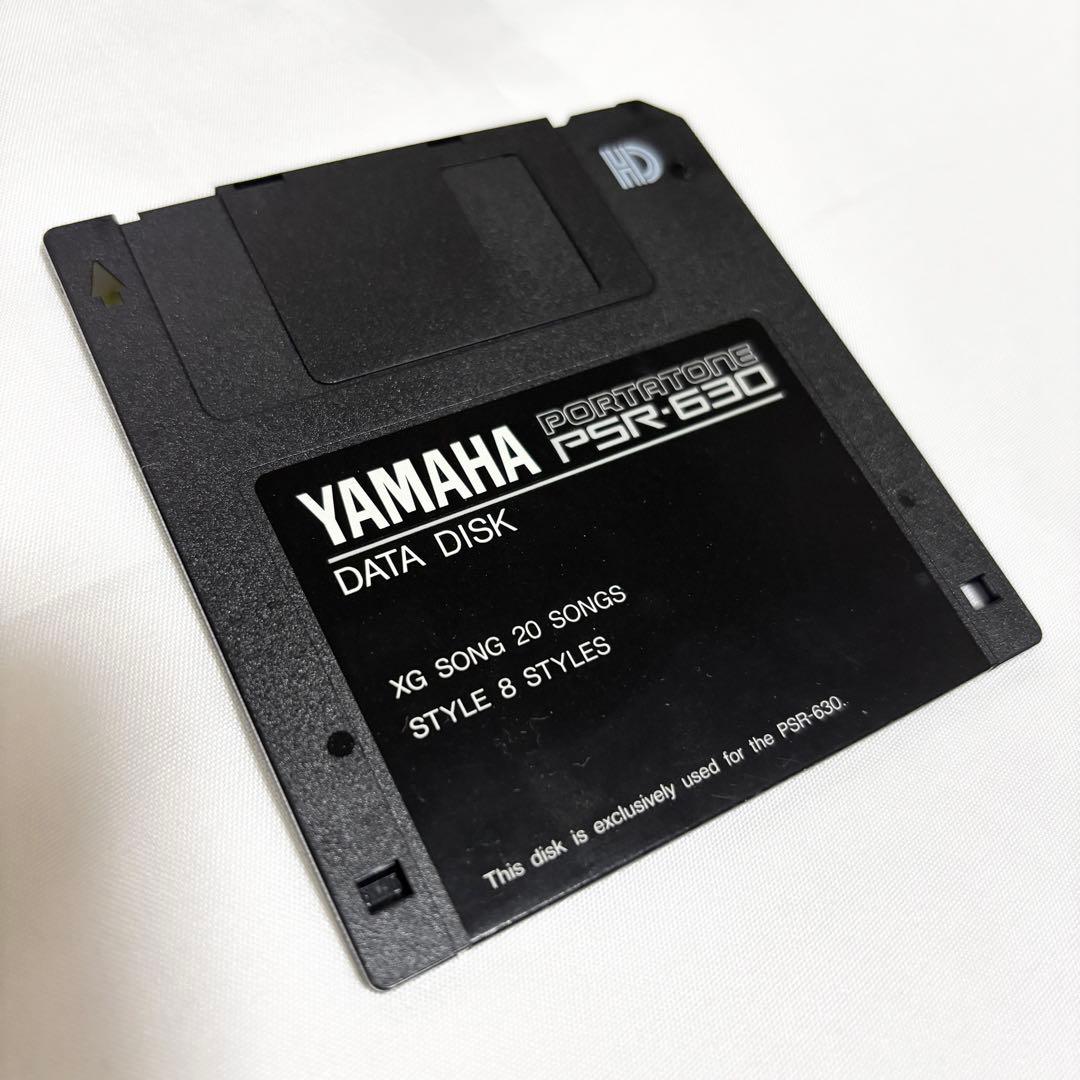 HD
PORTATONE
YAMAHA PSR-630
DATA DISK
XG SONG 20 SONGS
STYLE 8 STYLES
This disk is exclusively used for the PSR-630.